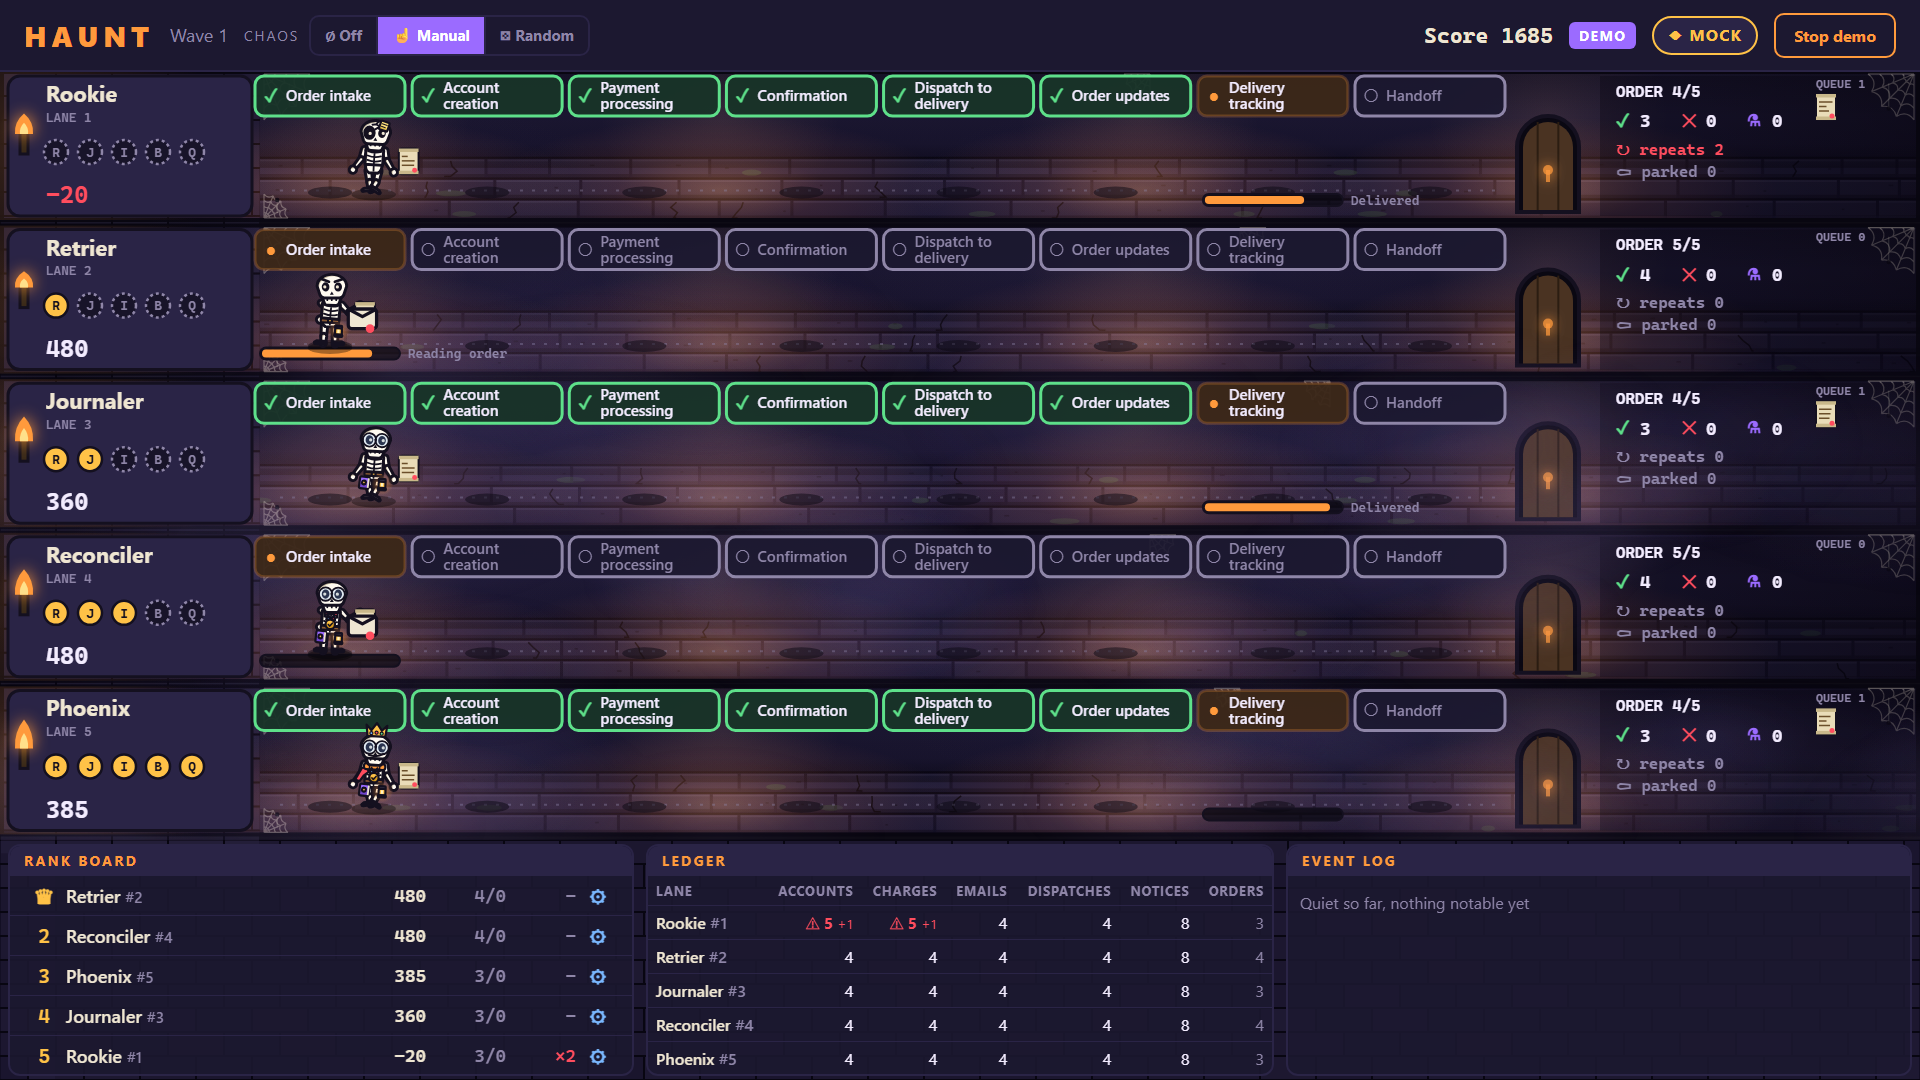 HAUNT Wave 1 CHAOS Ø Off Manual Random Score 1685 DEMO MOCK Stop demo
Rookie
LANE 1
R J I B Q
−20
✓ Order intake
✓ Account creation
✓ Payment processing
✓ Confirmation
✓ Dispatch to delivery
✓ Order updates
Delivery tracking
Handoff
Delivered
ORDER 4/5
QUEUE 1
✓ 3 ✕ 0 0
↻ repeats 2
parked 0
Retrier
LANE 2
R J I B Q
480
Order intake
Account creation
Payment processing
Confirmation
Dispatch to delivery
Order updates
Delivery tracking
Handoff
Reading order
ORDER 5/5
QUEUE 0
✓ 4 ✕ 0 0
↻ repeats 0
parked 0
Journaler
LANE 3
R J I B Q
360
✓ Order intake
✓ Account creation
✓ Payment processing
✓ Confirmation
✓ Dispatch to delivery
✓ Order updates
Delivery tracking
Handoff
Delivered
ORDER 4/5
QUEUE 1
✓ 3 ✕ 0 0
↻ repeats 0
parked 0
Reconciler
LANE 4
R J I B Q
480
Order intake
Account creation
Payment processing
Confirmation
Dispatch to delivery
Order updates
Delivery tracking
Handoff
ORDER 5/5
QUEUE 0
✓ 4 ✕ 0 0
↻ repeats 0
parked 0
Phoenix
LANE 5
R J I B Q
385
✓ Order intake
✓ Account creation
✓ Payment processing
✓ Confirmation
✓ Dispatch to delivery
✓ Order updates
Delivery tracking
Handoff
ORDER 4/5
QUEUE 1
✓ 3 ✕ 0 0
↻ repeats 0
parked 0
RANK BOARD
Retrier #2 480 4/0 –
2 Reconciler #4 480 4/0 –
3 Phoenix #5 385 3/0 –
4 Journaler #3 360 3/0 –
5 Rookie #1 −20 3/0 ×2
LEDGER
LANE ACCOUNTS CHARGES EMAILS DISPATCHES NOTICES ORDERS
Rookie #1 ⚠ 5 +1 ⚠ 5 +1 4 4 8 3
Retrier #2 4 4 4 4 8 4
Journaler #3 4 4 4 4 8 3
Reconciler #4 4 4 4 4 8 4
Phoenix #5 4 4 4 4 8 3
EVENT LOG
Quiet so far, nothing notable yet